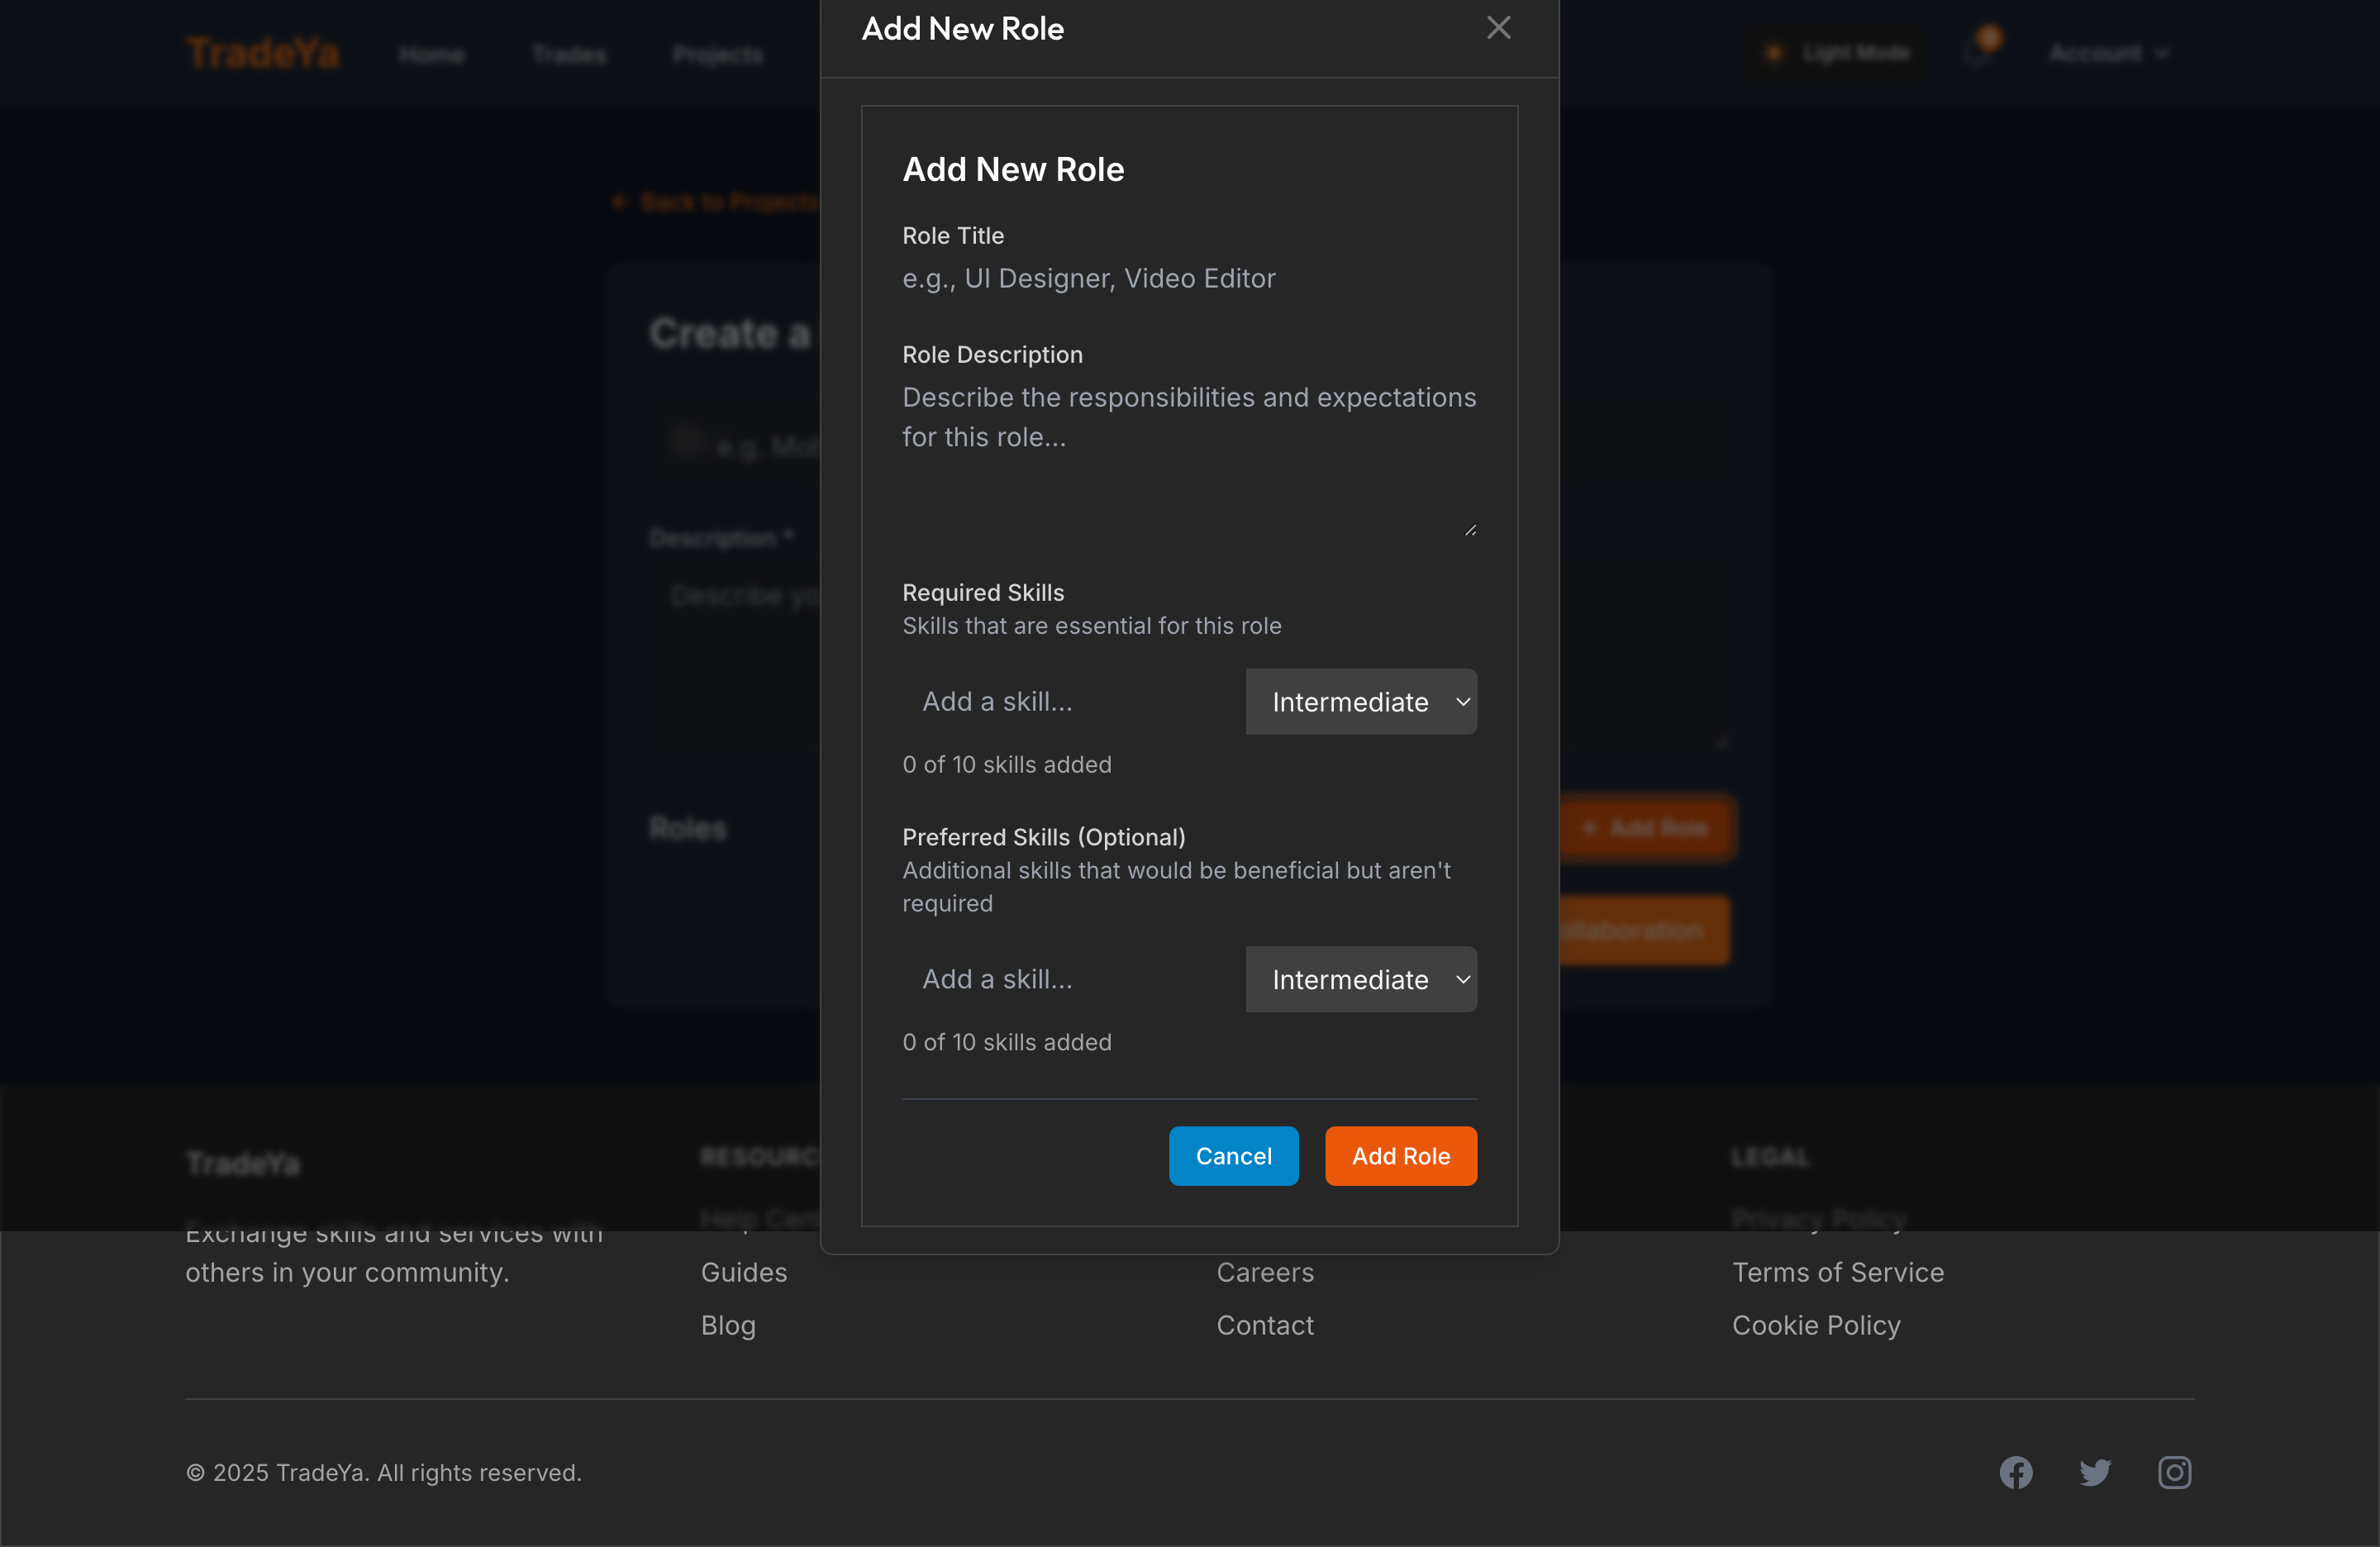 Add New Role
TradeYa
Home
Trades
Projects
Light Mode
Account
Back to Projects
Add New Role
Role Title
e.g., UI Designer, Video Editor
Create a
Role Description
Describe the responsibilities and expectations
for this role...
e.g. Mob
Description *
Describe yo
Required Skills
Skills that are essential for this role
Add a skill...
Intermediate
0 of 10 skills added
Roles
+ Add Role
Preferred Skills (Optional)
Additional skills that would be beneficial but aren't
required
ollaboration
Add a skill...
Intermediate
0 of 10 skills added
Cancel
Add Role
TradeYa
Exchange skills and services with
others in your community.
RESOURC
Help Cent
Guides
Blog
Careers
Contact
LEGAL
Privacy Policy
Terms of Service
Cookie Policy
© 2025 TradeYa. All rights reserved.